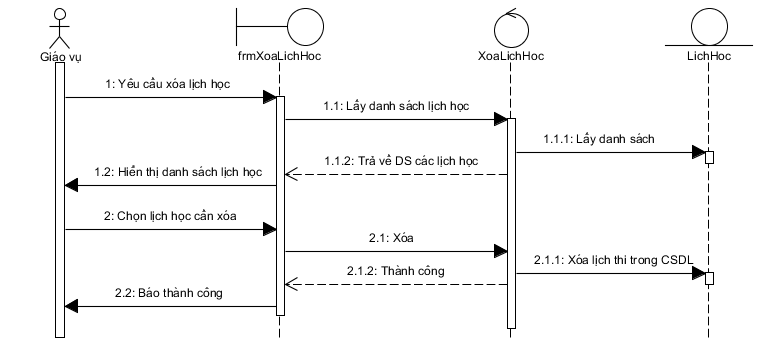 Giáo vụ
frmXoaLichHoc
XoaLichHoc
LichHoc
1: Yêu cầu xóa lịch học
1.1: Lấy danh sách lịch học
1.1.1: Lấy danh sách
1.1.2: Trả về DS các lịch học
1.2: Hiển thị danh sách lịch học
2: Chọn lịch học cần xóa
2.1: Xóa
2.1.1: Xóa lịch thi trong CSDL
2.1.2: Thành công
2.2: Báo thành công